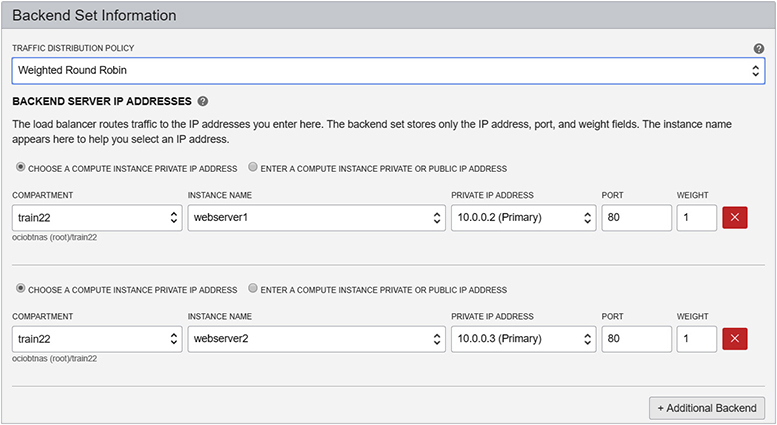 Backend Set Information
TRAFFIC DISTRIBUTION POLICY ?
Weighted Round Robin
BACKEND SERVER IP ADDRESSES ?
The load balancer routes traffic to the IP addresses you enter here. The backend set stores only the IP address, port, and weight fields. The instance name
appears here to help you select an IP address.
CHOOSE A COMPUTE INSTANCE PRIVATE IP ADDRESS ENTER A COMPUTE INSTANCE PRIVATE OR PUBLIC IP ADDRESS
COMPARTMENT INSTANCE NAME PRIVATE IP ADDRESS PORT WEIGHT
train22 webserver1 10.0.0.2 (Primary) 80 1
ociobtnas (root)/train22
CHOOSE A COMPUTE INSTANCE PRIVATE IP ADDRESS ENTER A COMPUTE INSTANCE PRIVATE OR PUBLIC IP ADDRESS
COMPARTMENT INSTANCE NAME PRIVATE IP ADDRESS PORT WEIGHT
train22 webserver2 10.0.0.3 (Primary) 80 1
ociobtnas (root)/train22
+ Additional Backend